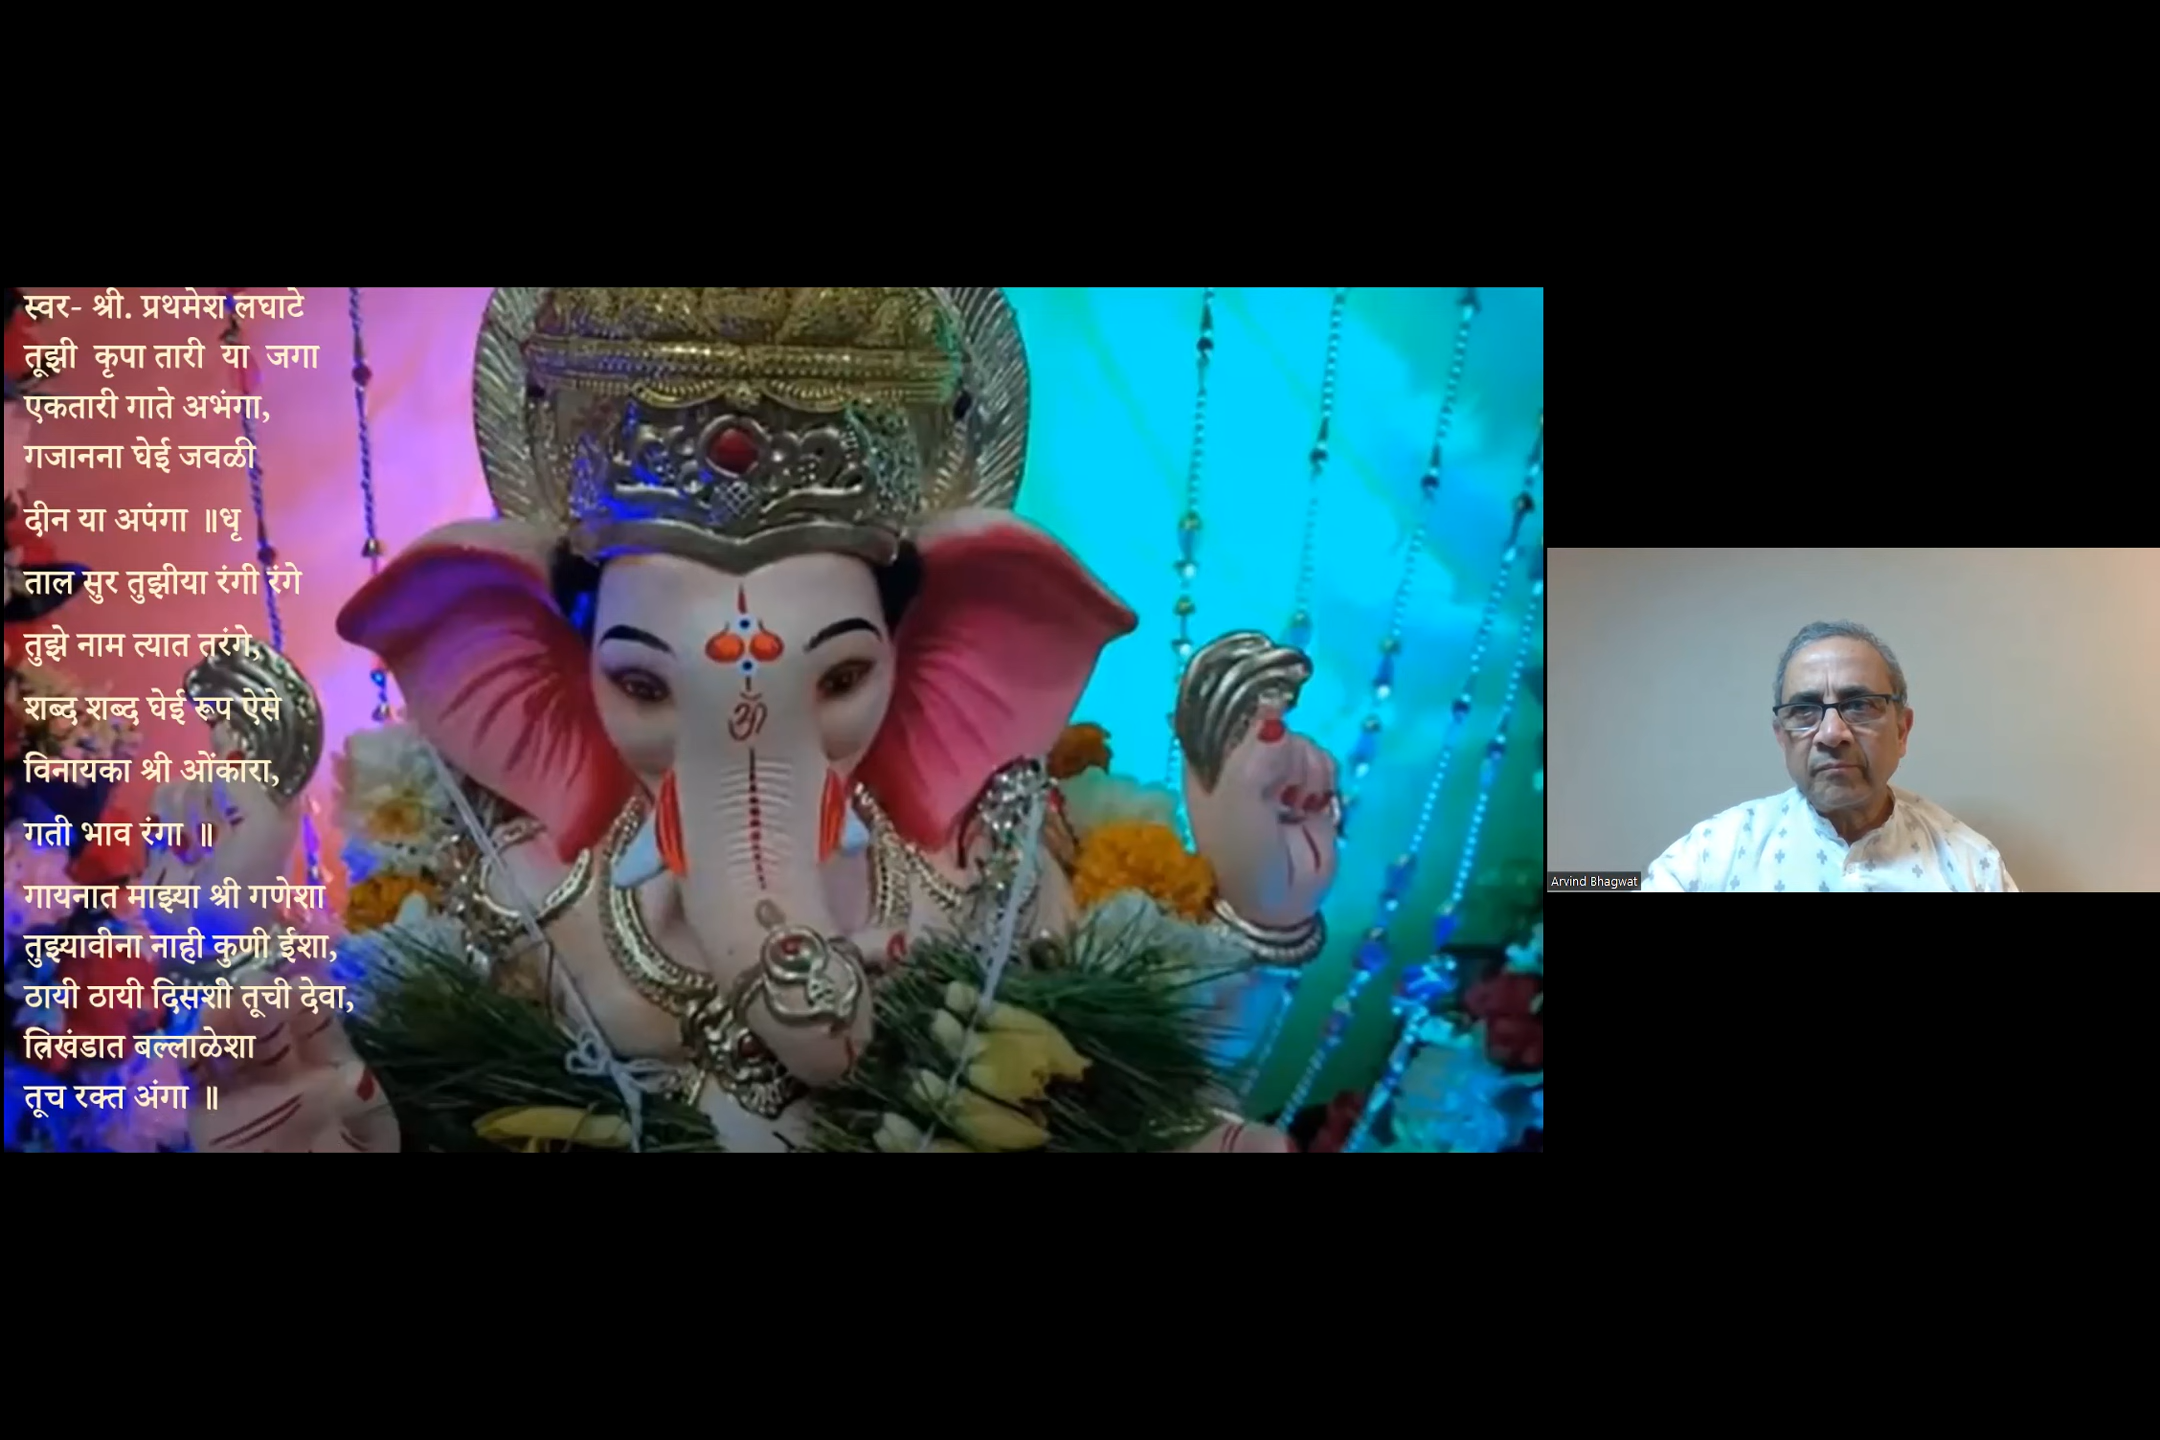 स्वर- श्री. प्रथमेश लघाटे
तूझी कृपा तारी या जगा
एकतारी गाते अभंगा,
गजानना घेई जवळी
दीन या अपंगा ॥धृ
ताल सुर तुझीया रंगी रंगे
तुझे नाम त्यात तरंगे,
शब्द शब्द घेई रूप ऐसे
विनायका श्री ओंकारा,
गती भाव रंगा ॥
गायनात माझ्या श्री गणेशा
तुझ्यावीना नाही कुणी ईशा,
ठायी ठायी दिसशी तूची देवा,
त्रिखंडात बल्लाळेशा
तूच रक्त अंगा ॥
ॐ
Arvind Bhagwat